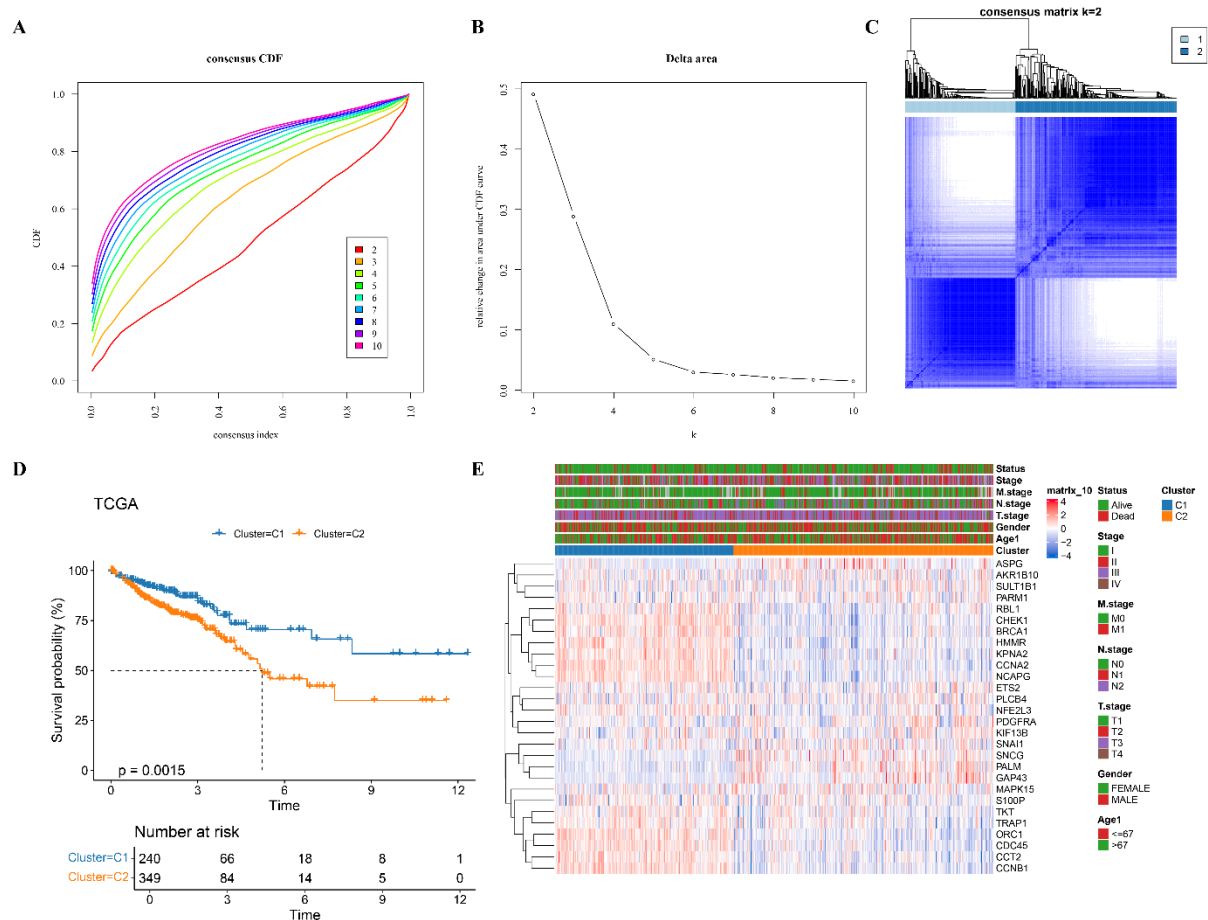 A
consensus CDF
CDF
1.0
0.8
0.6
0.4
0.2
0.0
0.0
0.2
0.4
0.6
0.8
1.0
consensus index
2
3
4
5
6
7
8
9
10
B
Delta area
relative change in area under CDF curve
0.5
0.4
0.3
0.2
0.1
0.0
2
4
6
8
10
k
C
consensus matrix k=2
1
2
D
TCGA
Cluster=C1
Cluster=C2
Survival probability (%)
100
75
50
25
0
p = 0.0015
0
3
6
9
12
Time
Number at risk
Cluster=C1 240 66 18 8 1
Cluster=C2 349 84 14 5 0
0 3 6 9 12
Time
E
Status
Stage
M.stage
N.stage
T.stage
Gender
Age1
Cluster
ASPG
AKR1B10
SULT1B1
PARM1
RBL1
CHEK1
BRCA1
HMMR
KPNA2
CCNA2
NCAPG
ETS2
PLCB4
NFE2L3
PDGFRA
KIF13B
SNAI1
SNCG
PALM
GAP43
MAPK15
S100P
TKT
TRAP1
ORC1
CDC45
CCT2
CCNB1
matrix_10
4
2
0
−2
−4
Status
Alive
Dead
Stage
I
II
III
IV
M.stage
M0
M1
N.stage
N0
N1
N2
T.stage
T1
T2
T3
T4
Gender
FEMALE
MALE
Age1
<=67
>67
Cluster
C1
C2